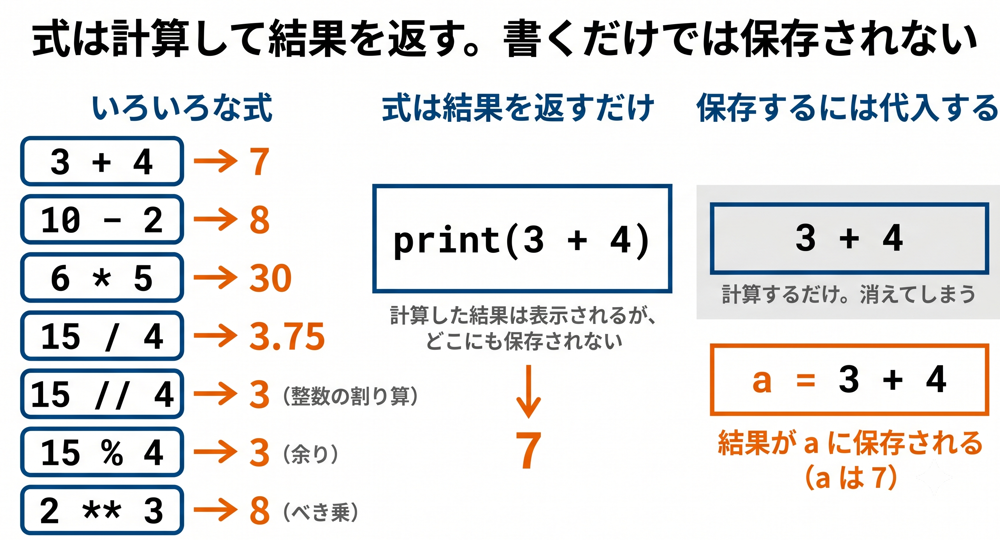 式は計算して結果を返す。書くだけでは保存されない
いろいろな式
3 + 4 → 7
10 - 2 → 8
6 * 5 → 30
15 / 4 → 3.75
15 // 4 → 3（整数の割り算）
15 % 4 → 3（余り）
2 ** 3 → 8（べき乗）
式は結果を返すだけ
print(3 + 4)
計算した結果は表示されるが、
どこにも保存されない
7
保存するには代入する
3 + 4
計算するだけ。消えてしまう
a = 3 + 4
結果が a に保存される
（a は 7）